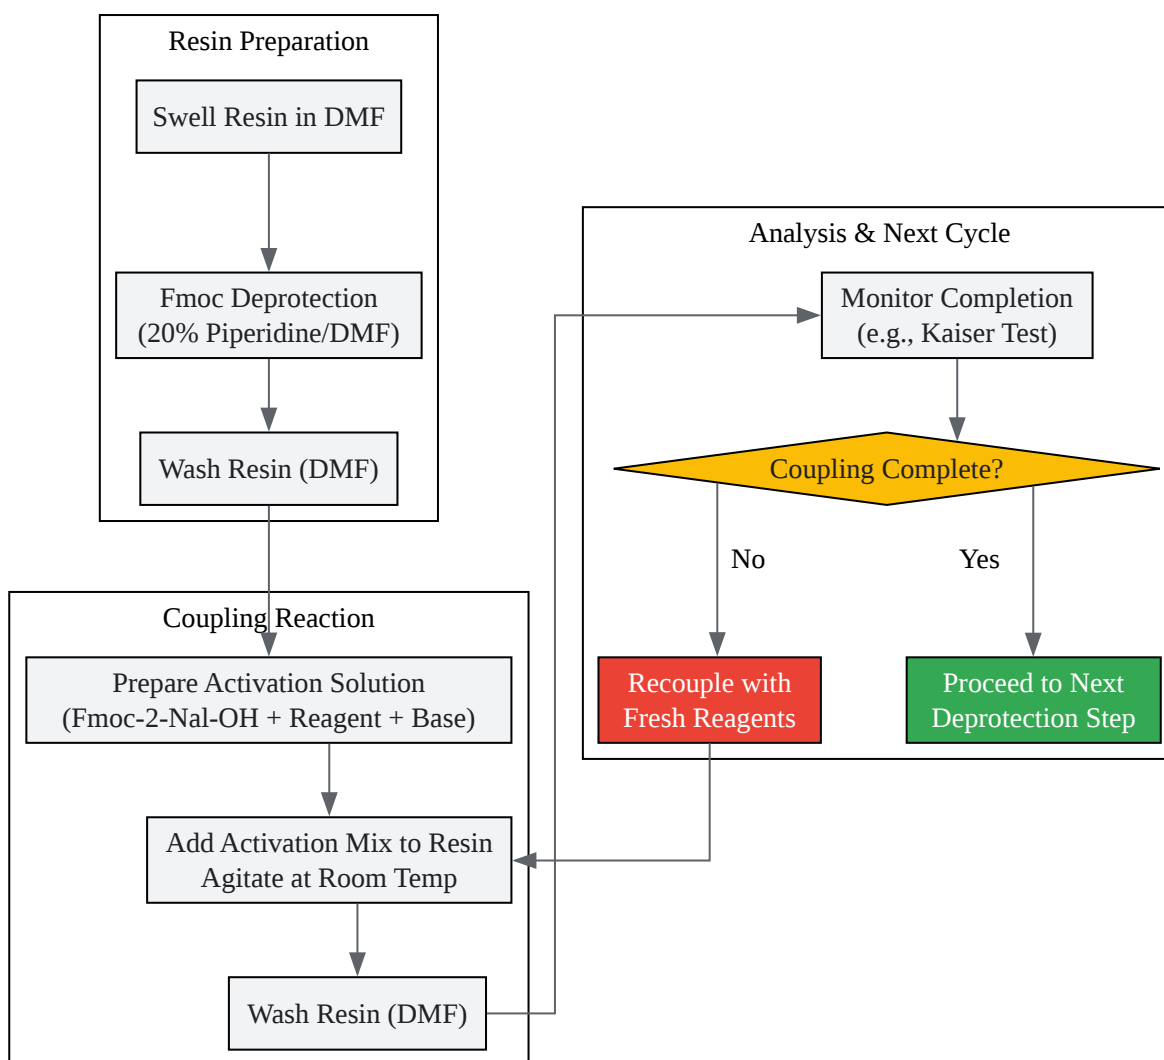 Resin Preparation
Swell Resin in DMF
Fmoc Deprotection
(20% Piperidine/DMF)
Wash Resin (DMF)
Coupling Reaction
Prepare Activation Solution
(Fmoc-2-Nal-OH + Reagent + Base)
Add Activation Mix to Resin
Agitate at Room Temp
Wash Resin (DMF)
Analysis & Next Cycle
Monitor Completion
(e.g., Kaiser Test)
Coupling Complete?
No
Yes
Recouple with
Fresh Reagents
Proceed to Next
Deprotection Step